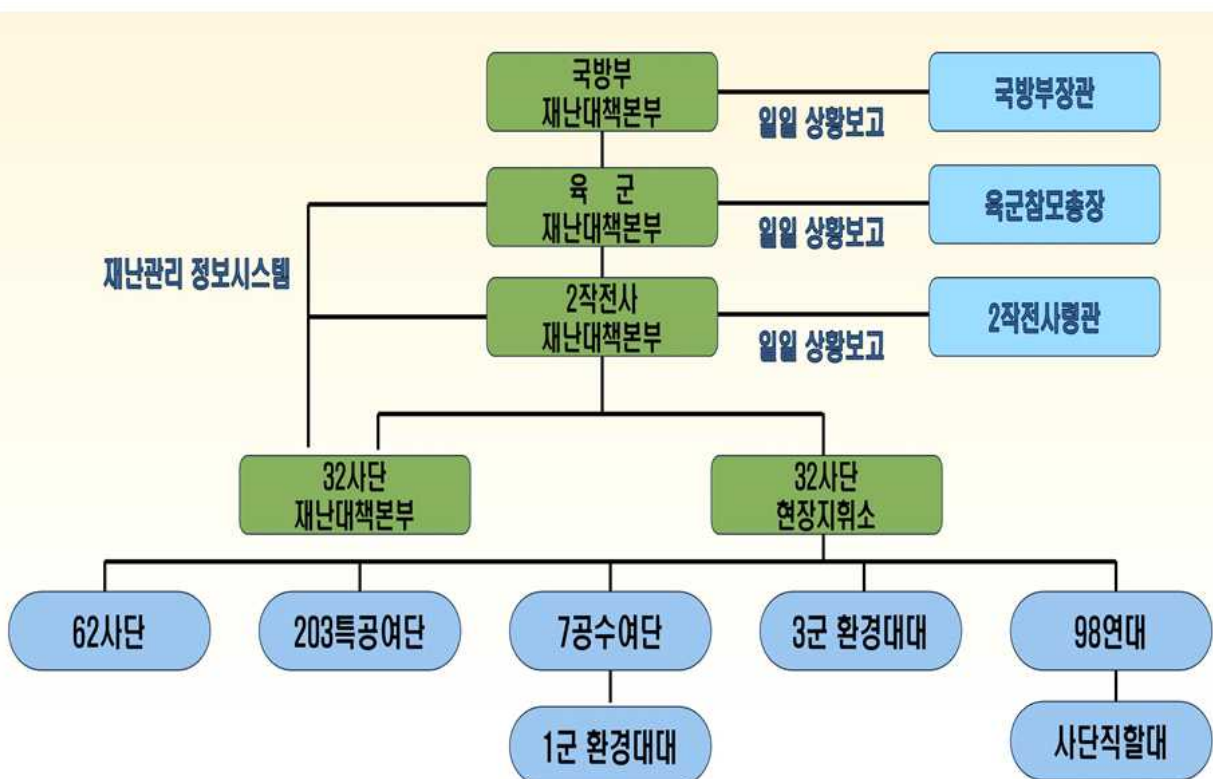 국방부
재난대책본부
국방부장관
일일 상황보고
육 군
재난대책본부
육군참모총장
일일 상황보고
재난관리 정보시스템
2작전사
재난대책본부
2작전사령관
일일 상황보고
32사단
재난대책본부
32사단
현장지휘소
62사단
203특공여단
7공수여단
3군 환경대대
98연대
1군 환경대대
사단직할대